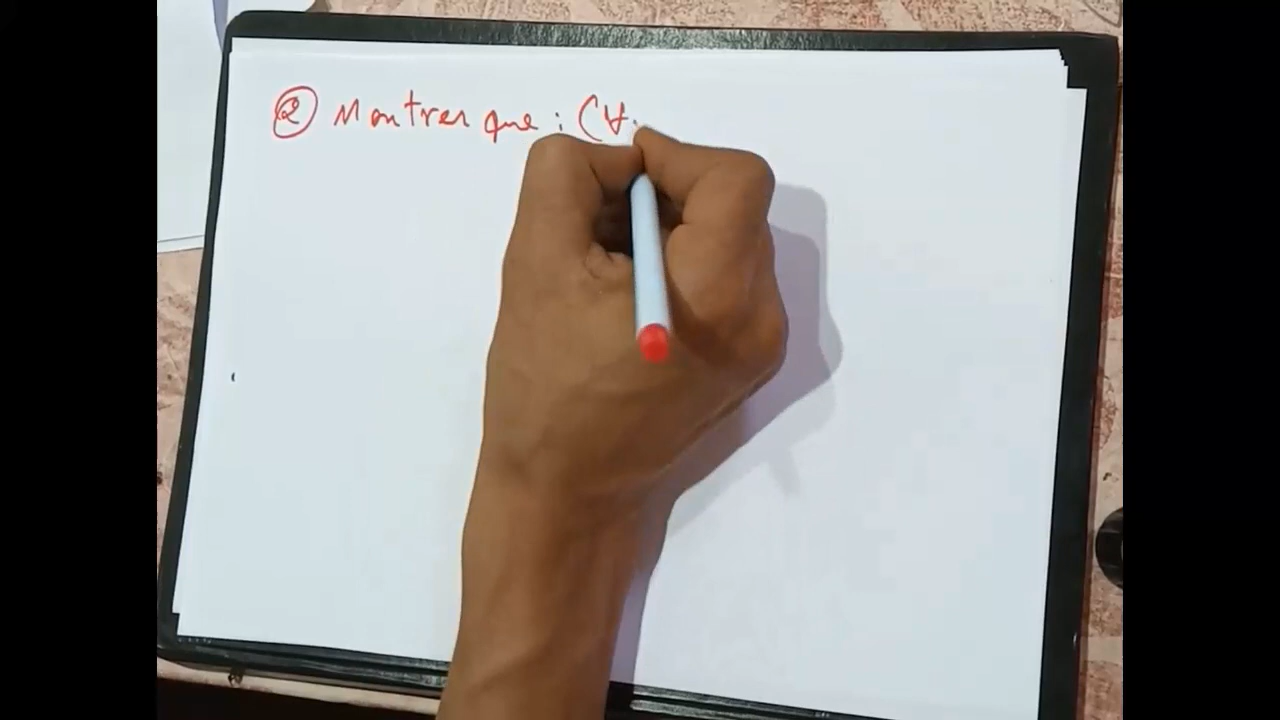 ② Montrer que : (∀